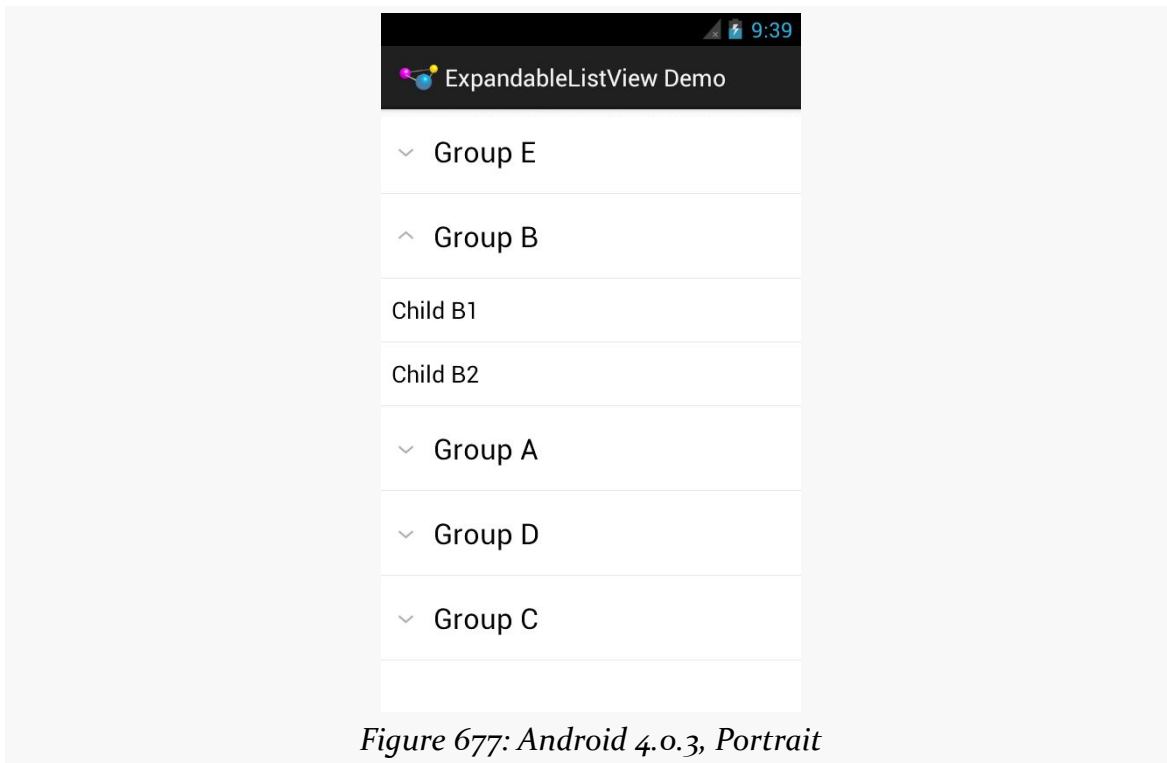 9:39
ExpandableListView Demo
Group E
Group B
Child B1
Child B2
Group A
Group D
Group C
Figure 677: Android 4.0.3, Portrait